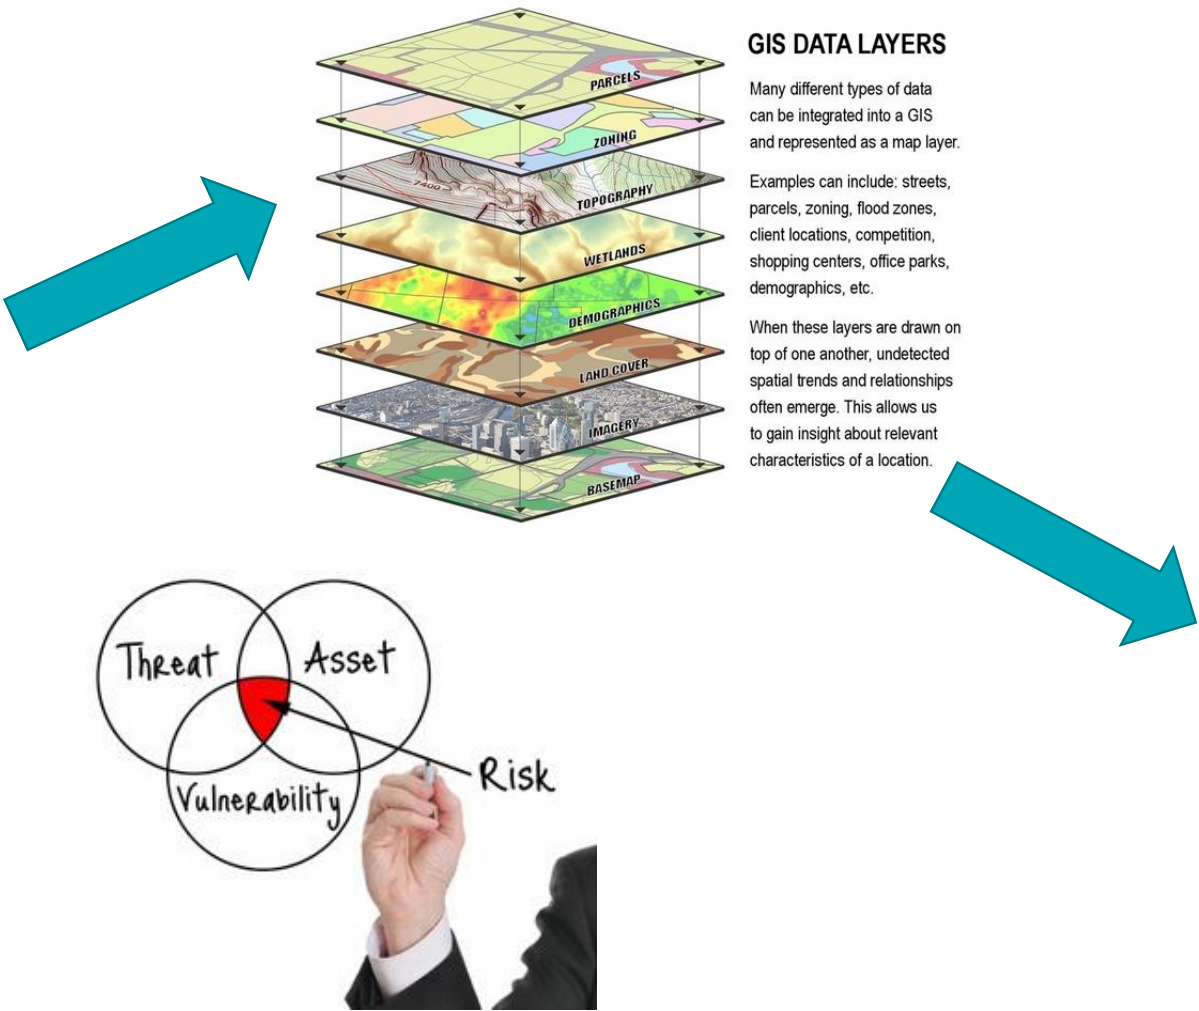 GIS DATA LAYERS
Many different types of data
can be integrated into a GIS
and represented as a map layer.
Examples can include: streets,
parcels, zoning, flood zones,
client locations, competition,
shopping centers, office parks,
demographics, etc.
When these layers are drawn on
top of one another, undetected
spatial trends and relationships
often emerge. This allows us
to gain insight about relevant
characteristics of a location.
PARCELS
ZONING
7400
TOPOGRAPHY
WETLANDS
DEMOGRAPHICS
LAND COVER
IMAGERY
BASEMAP
Threat
Asset
Vulnerability
Risk